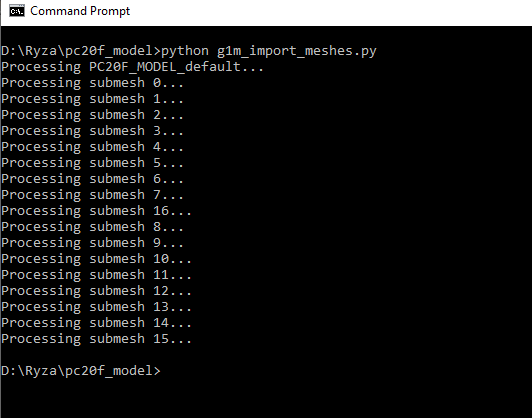 Command Prompt
D:\Ryza\pc20f_model>python g1m_import_meshes.py
Processing PC20F_MODEL_default...
Processing submesh 0...
Processing submesh 1...
Processing submesh 2...
Processing submesh 3...
Processing submesh 4...
Processing submesh 5...
Processing submesh 6...
Processing submesh 7...
Processing submesh 16...
Processing submesh 8...
Processing submesh 9...
Processing submesh 10...
Processing submesh 11...
Processing submesh 12...
Processing submesh 13...
Processing submesh 14...
Processing submesh 15...
D:\Ryza\pc20f_model>